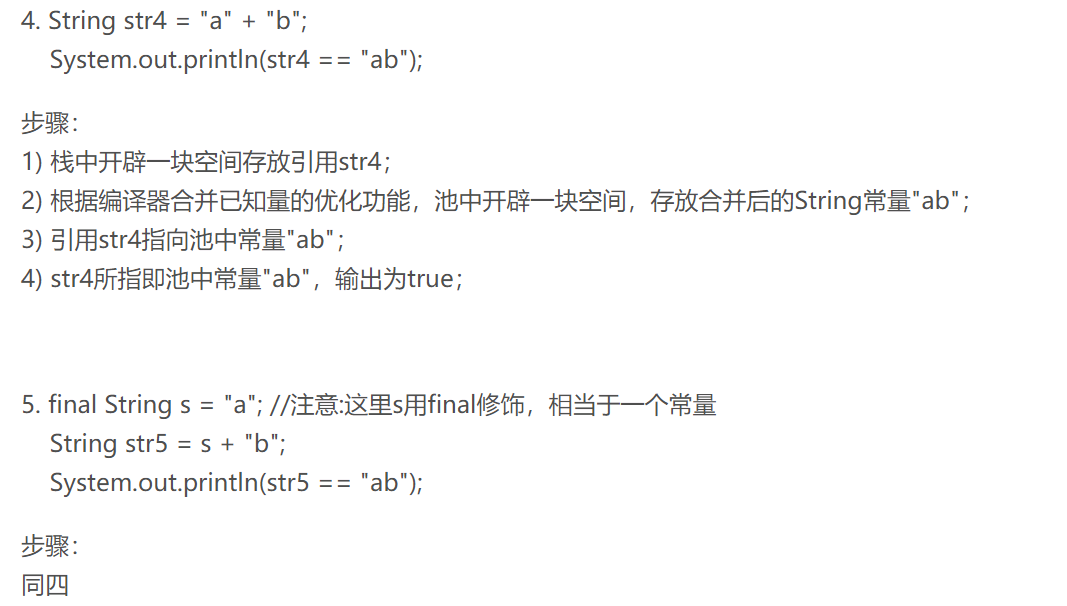 4. String str4 = "a" + "b";
System.out.println(str4 == "ab");
步骤：
1) 栈中开辟一块空间存放引用str4；
2) 根据编译器合并已知量的优化功能，池中开辟一块空间，存放合并后的String常量"ab"；
3) 引用str4指向池中常量"ab"；
4) str4所指即池中常量"ab"，输出为true；
5. final String s = "a"; //注意:这里s用final修饰，相当于一个常量
String str5 = s + "b";
System.out.println(str5 == "ab");
步骤：
同四